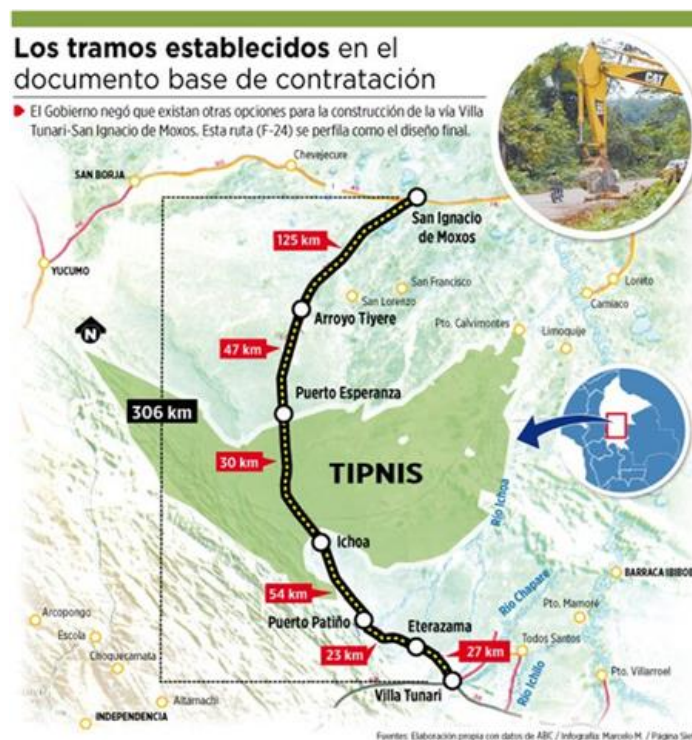 Los tramos establecidos en el
documento base de contratación
El Gobierno negó que existan otras opciones para la construcción de la vía Villa
Tunari-San Ignacio de Moxos. Esta ruta (F-24) se perfila como el diseño final.
CAT
Chevejecure
SAN BORJA
San Ignacio
de Moxos
125 km
YUCUMO
San Francisco
San Lorenzo
Loreto
Camiaco
Arroyo Tiyere
Pto. Calvimontes
Limoquije
N
47 km
Puerto Esperanza
306 km
30 km
TIPNIS
Río Ichoa
Ichoa
54 km
Río Chapare
BARRACA IBIBOB
Arcopongo
Escola
Choquecamata
Puerto Patiño
Eterazama
Pto. Mamoré
Todos Santos
23 km
27 km
Río Ichilo
Pto. Villarroel
Villa Tunari
Altamachi
INDEPENDENCIA
Fuentes: Elaboración propia con datos de ABC / Infografía: Marcelo M. / Página Sie